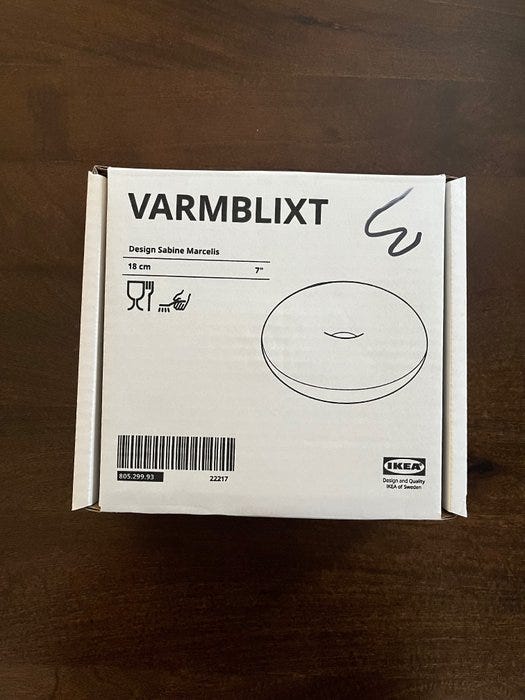 VARMBLIXT
Design Sabine Marcelis
18 cm 7"
805.299.93 22217
IKEA
Design and Quality
IKEA of Sweden